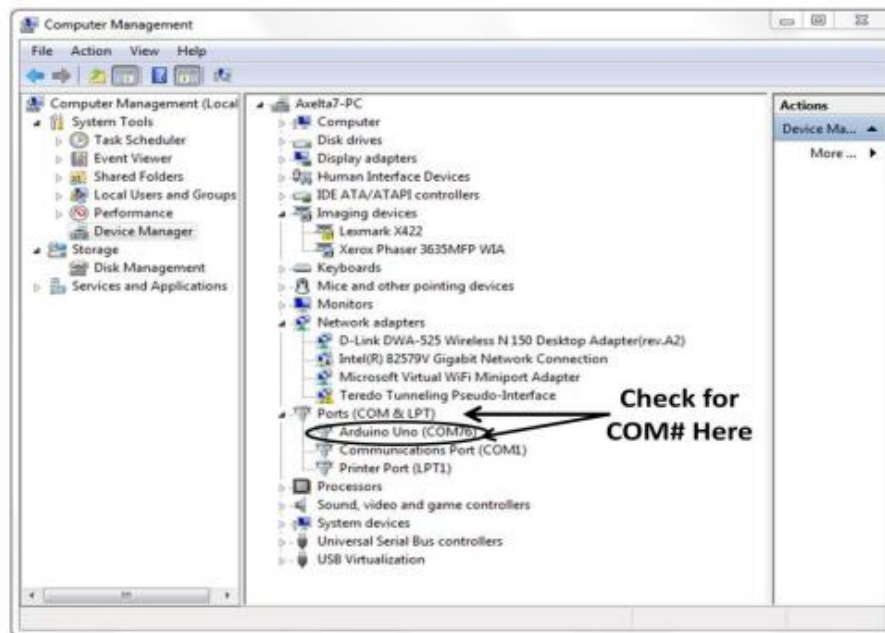 Computer Management
File Action View Help
Computer Management (Local
System Tools
Task Scheduler
Event Viewer
Shared Folders
Local Users and Groups
Performance
Device Manager
Storage
Disk Management
Services and Applications
Axelta7-PC
Computer
Disk drives
Display adapters
Human Interface Devices
IDE ATA/ATAPI controllers
Imaging devices
Lexmark X422
Xerox Phaser 3635MFP WIA
Keyboards
Mice and other pointing devices
Monitors
Network adapters
D-Link DWA-525 Wireless N 150 Desktop Adapter(rev.A2)
Intel(R) 82579V Gigabit Network Connection
Microsoft Virtual WiFi Miniport Adapter
Teredo Tunneling Pseudo-Interface
Ports (COM & LPT)
Arduino Uno (COM76)
Communications Port (COM1)
Printer Port (LPT1)
Processors
Sound, video and game controllers
System devices
Universal Serial Bus controllers
USB Virtualization
Check for
COM# Here
Actions
Device Ma...
More ...